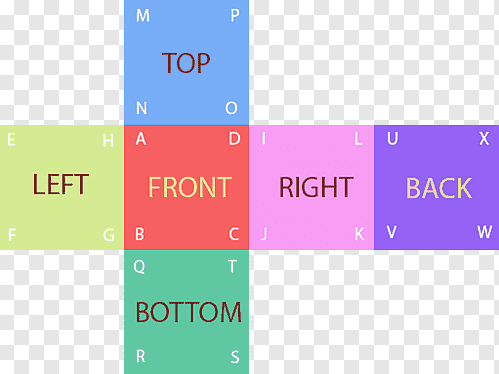 M P
TOP
N O
E H A D I L U X
LEFT FRONT RIGHT BACK
F G B C J K V W
Q T
BOTTOM
R S